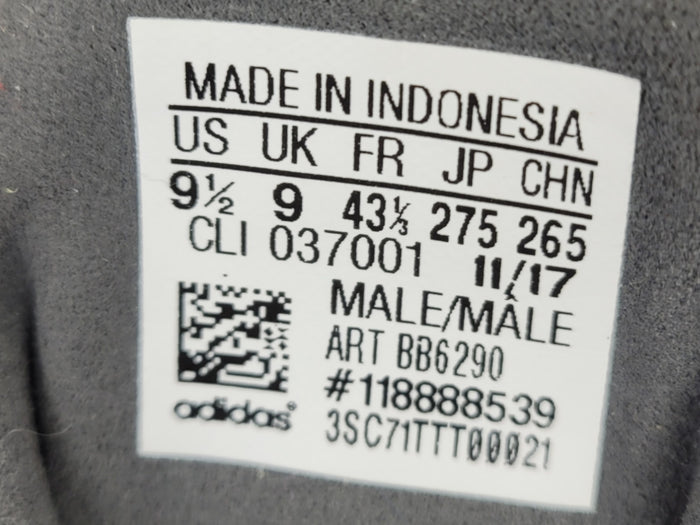 MADE IN INDONESIA
US UK FR JP CHN
9½ 9 43⅓ 275 265
CLI 037001 11/17
MALE/MÂLE
ART BB6290
#118888539
adidas®
3SC71TTT00021